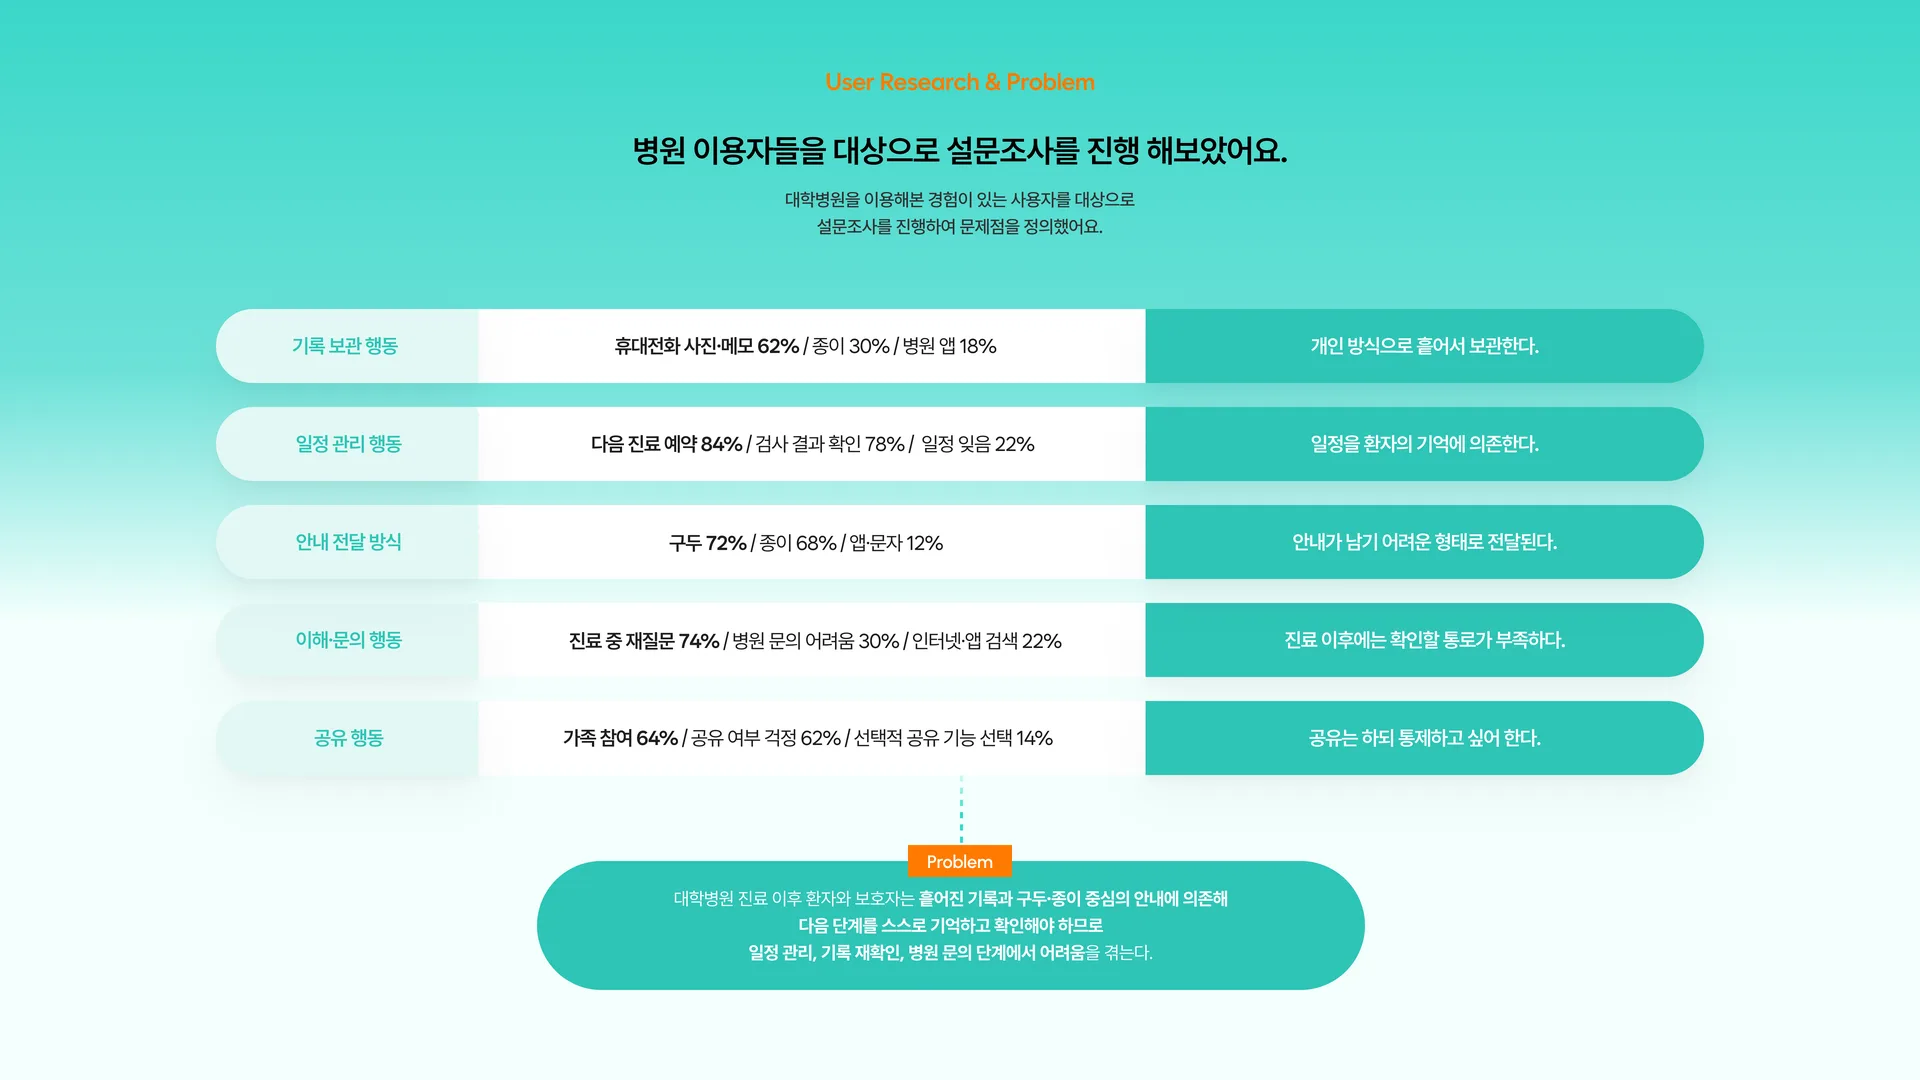 User Research & Problem
병원 이용자들을 대상으로 설문조사를 진행 해보았어요.
대학병원을 이용해본 경험이 있는 사용자를 대상으로
설문조사를 진행하여 문제점을 정의했어요.
기록 보관 행동
휴대전화 사진·메모 62% / 종이 30% / 병원 앱 18%
개인 방식으로 흩어서 보관한다.
일정 관리 행동
다음 진료 예약 84% / 검사 결과 확인 78% / 일정 잊음 22%
일정을 환자의 기억에 의존한다.
안내 전달 방식
구두 72% / 종이 68% / 앱·문자 12%
안내가 남기 어려운 형태로 전달된다.
이해·문의 행동
진료 중 재질문 74% / 병원 문의 어려움 30% / 인터넷·앱 검색 22%
진료 이후에는 확인할 통로가 부족하다.
공유 행동
가족 참여 64% / 공유 여부 걱정 62% / 선택적 공유 기능 선택 14%
공유는 하되 통제하고 싶어 한다.
Problem
대학병원 진료 이후 환자와 보호자는 흩어진 기록과 구두·종이 중심의 안내에 의존해
다음 단계를 스스로 기억하고 확인해야 하므로
일정 관리, 기록 재확인, 병원 문의 단계에서 어려움을 겪는다.